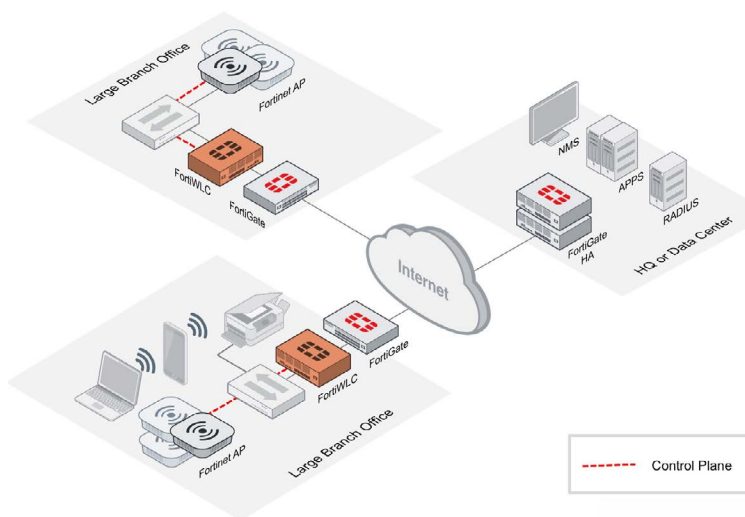 Large Branch Office
Fortinet AP
FortiWLC
FortiGate
NMS
APPS
RADIUS
FortiGate
HA
HQ or Data Center
Internet
FortiGate
FortiWLC
Fortinet AP
Large Branch Office
Control Plane